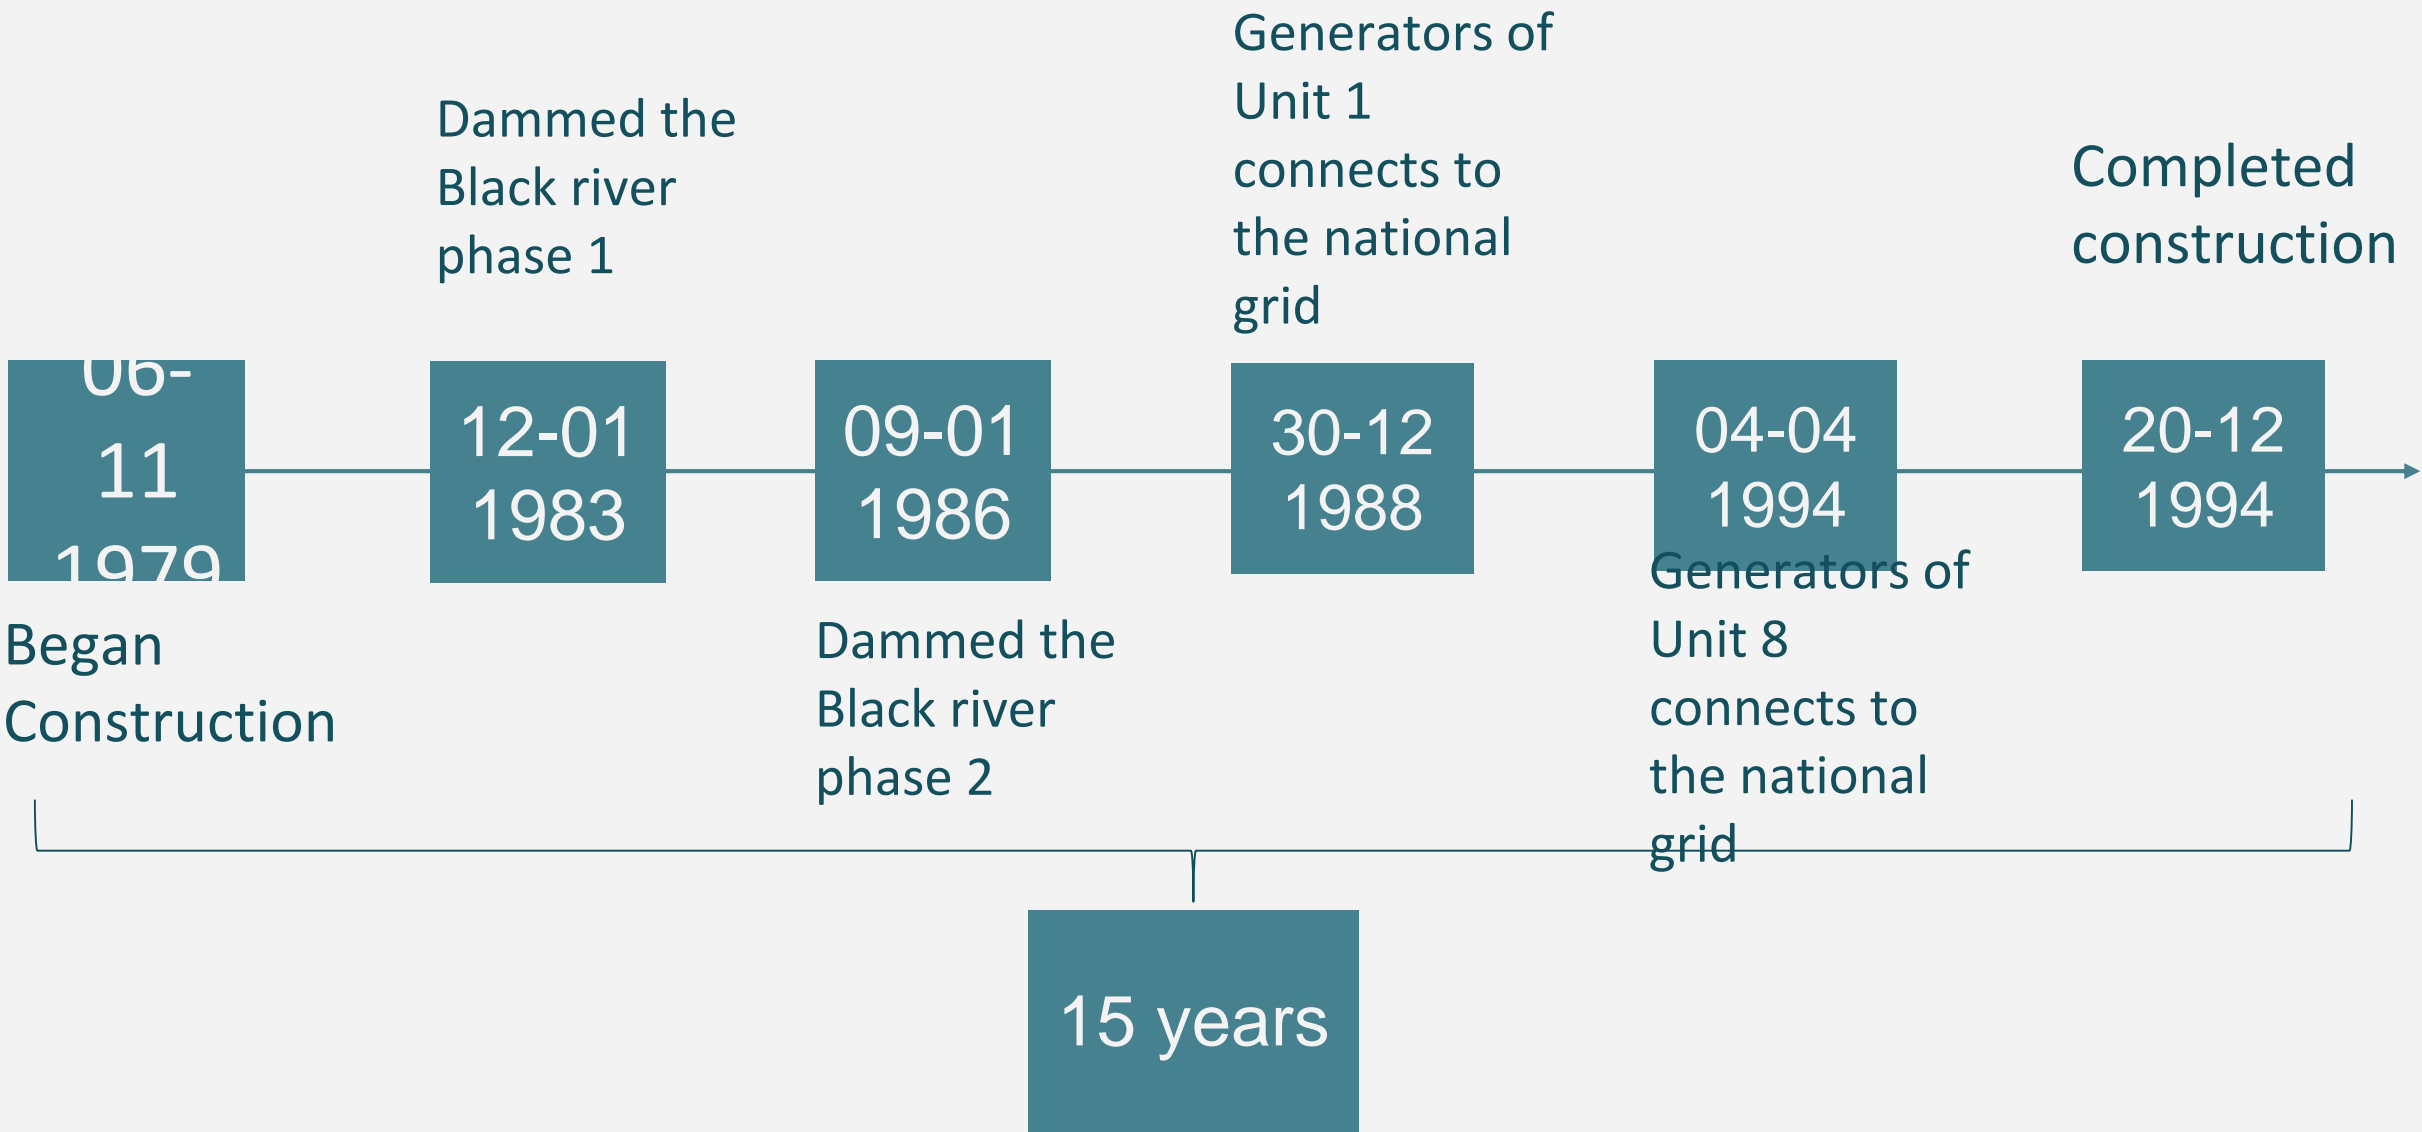 06-
11
1979
Began
Construction
Dammed the
Black river
phase 1
12-01
1983
09-01
1986
Dammed the
Black river
phase 2
Generators of
Unit 1
connects to
the national
grid
30-12
1988
04-04
1994
Generators of
Unit 8
connects to
the national
grid
Completed
construction
20-12
1994
15 years